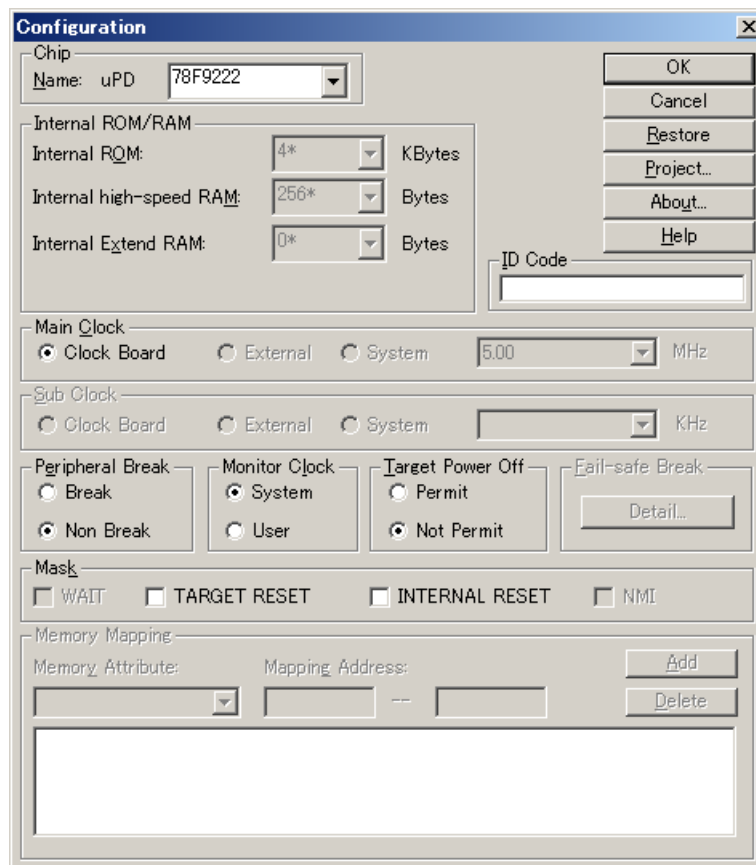 Configuration
Chip
Name: uPD 78F9222
OK
Cancel
Restore
Project...
About...
Help
Internal ROM/RAM
Internal ROM: 4* KBytes
Internal high-speed RAM: 256* Bytes
Internal Extend RAM: 0* Bytes
ID Code
Main Clock
Clock Board External System 5.00 MHz
Sub Clock
Clock Board External System KHz
Peripheral Break Monitor Clock Target Power Off Fail-safe Break
Break System Permit Detail...
Non Break User Not Permit
Mask
WAIT TARGET RESET INTERNAL RESET NMI
Memory Mapping
Memory Attribute: Mapping Address: Add
-- Delete